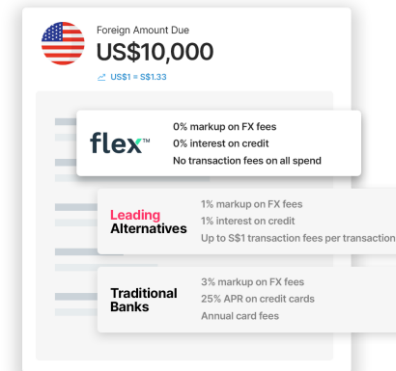 Foreign Amount Due
US$10,000
US$1 = S$1.33
flex™
0% markup on FX fees
0% interest on credit
No transaction fees on all spend
Leading
Alternatives
1% markup on FX fees
1% interest on credit
Up to S$1 transaction fees per transaction
Traditional
Banks
3% markup on FX fees
25% APR on credit cards
Annual card fees